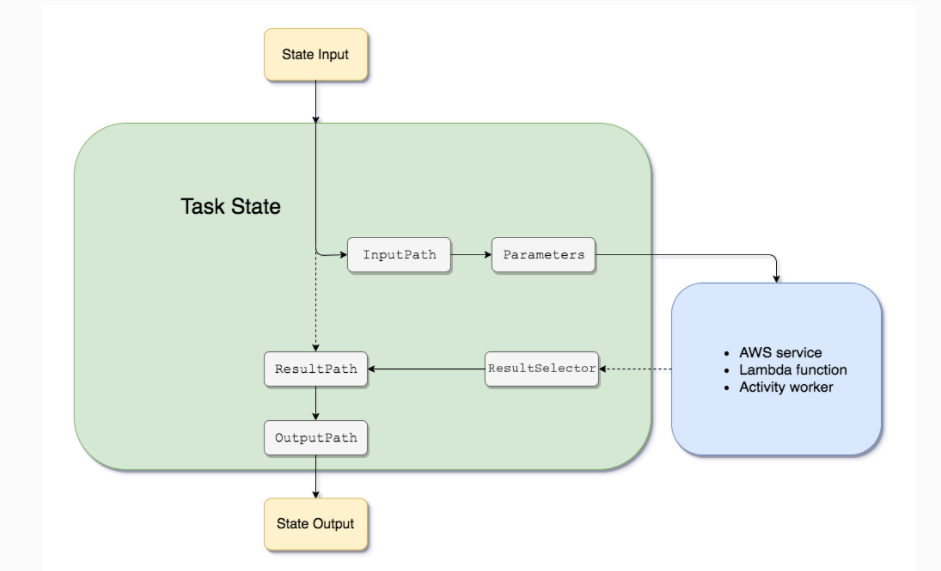 State Input
Task State
InputPath
Parameters
• AWS service
• Lambda function
• Activity worker
ResultPath
ResultSelector
OutputPath
State Output